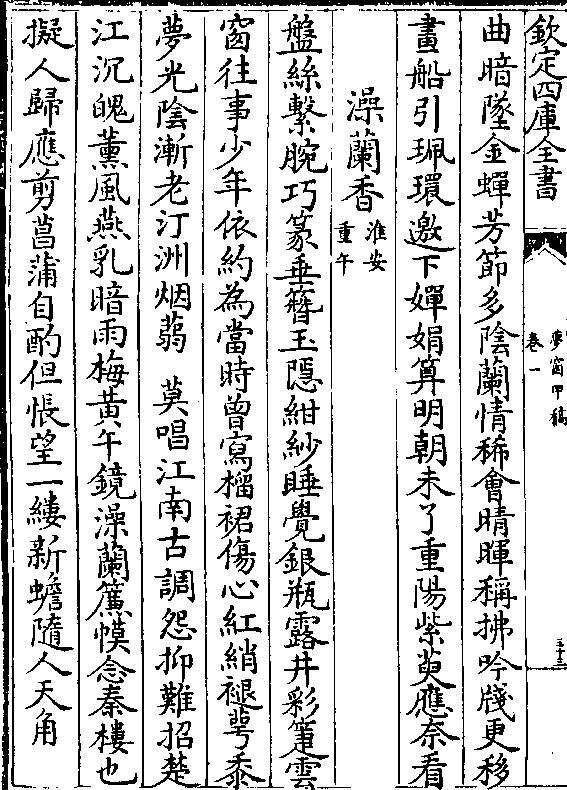 欽定四庫全書
夢窗甲稿
卷一
五十三
曲暗墜金蟬芳節多陰蘭情稀會晴暉稱拂吟牋更移
畫船引珮環邀下嬋娟算明朝未了重陽紫萸應奈看
澡蘭香淮安重午
盤絲繫腕巧篆垂簪玉隱紺紗睡覺銀瓶露井彩箑雲
窗往事少年依約為當時曾寫榴裙傷心紅綃褪萼黍
夢光陰漸老汀洲烟蒻 莫唱江南古調怨抑難招楚
江沉魄薰風燕乳暗雨梅黃午鏡澡蘭簾幙念秦樓也
擬人歸應剪菖蒲自酌但悵望一縷新蟾隨人天角